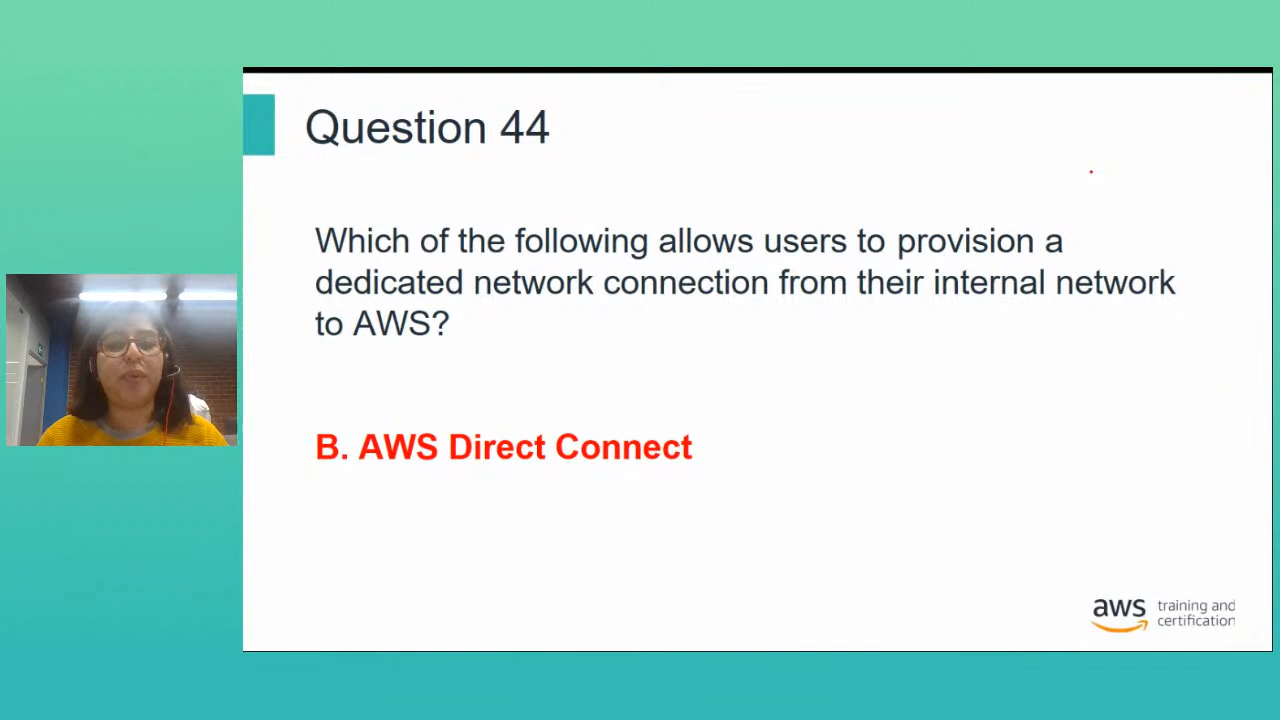 Question 44
Which of the following allows users to provision a
dedicated network connection from their internal network
to AWS?
B. AWS Direct Connect
aws training and
certification